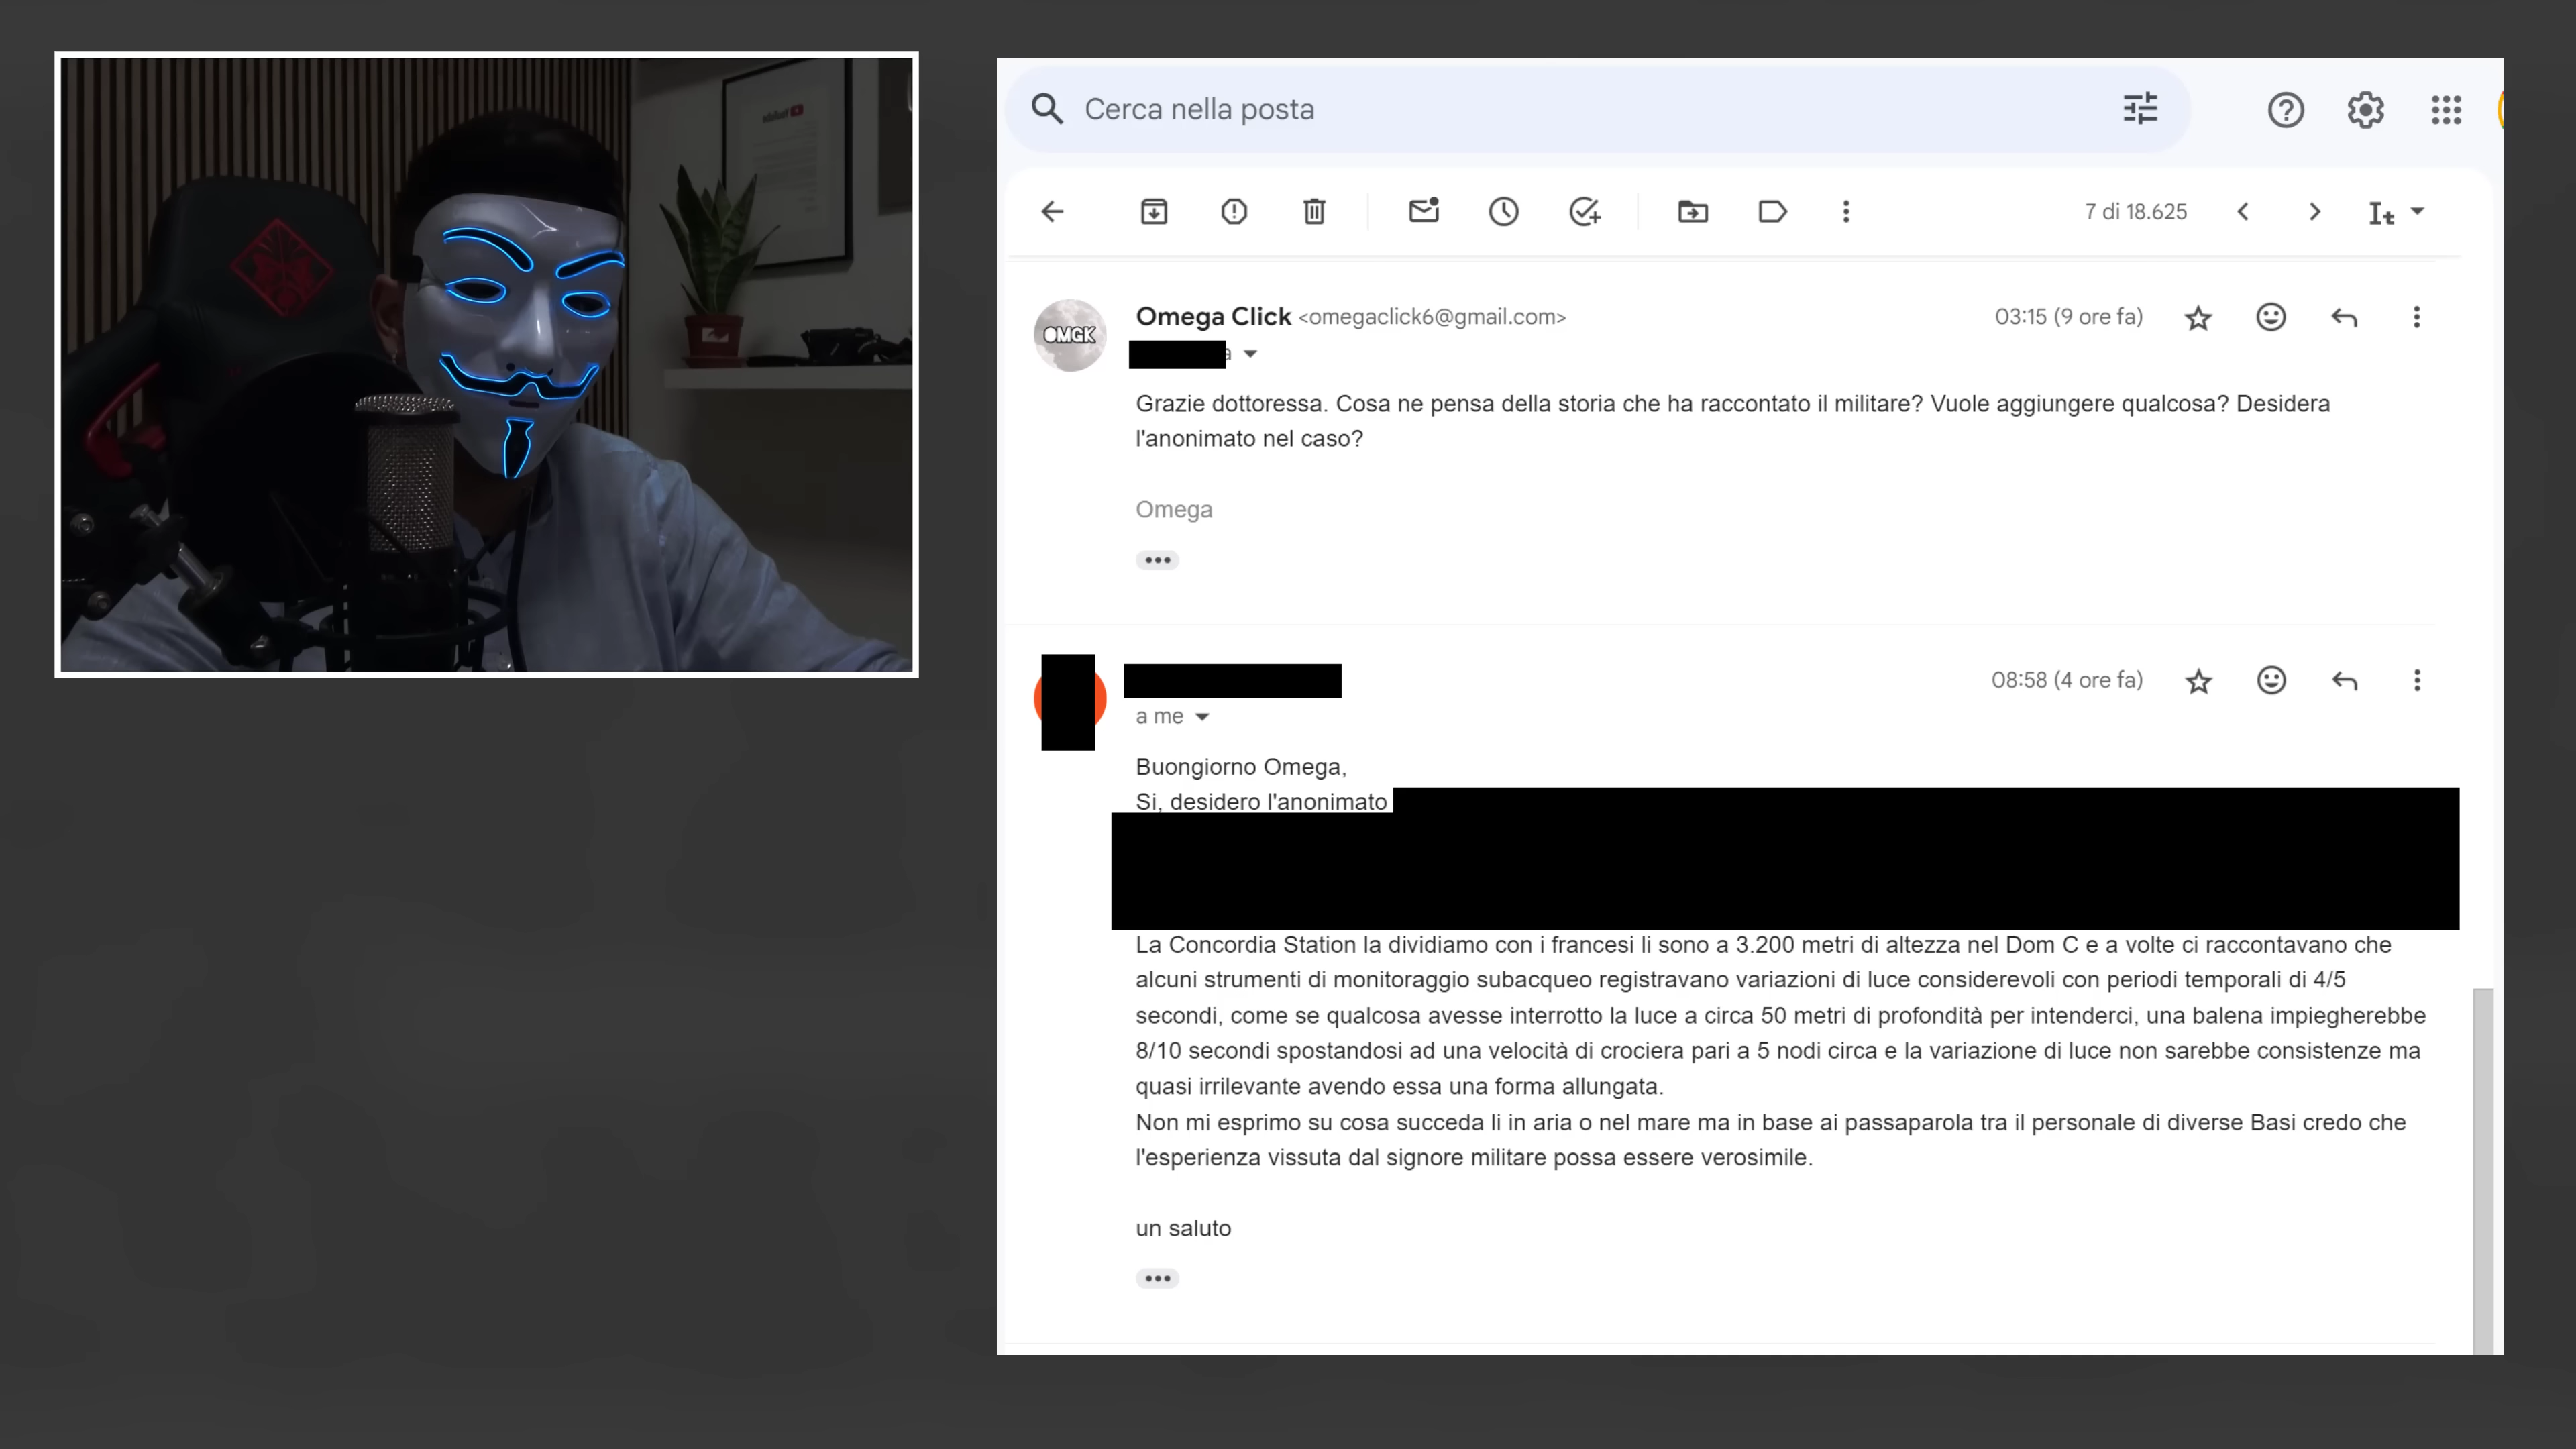 YouTube
Cerca nella posta
7 di 18.625
OMGK
Omega Click <omegaclick6@gmail.com>
03:15 (9 ore fa)
Grazie dottoressa. Cosa ne pensa della storia che ha raccontato il militare? Vuole aggiungere qualcosa? Desidera
l'anonimato nel caso?
Omega
08:58 (4 ore fa)
a me
Buongiorno Omega,
Si, desidero l'anonimato
La Concordia Station la dividiamo con i francesi li sono a 3.200 metri di altezza nel Dom C e a volte ci raccontavano che
alcuni strumenti di monitoraggio subacqueo registravano variazioni di luce considerevoli con periodi temporali di 4/5
secondi, come se qualcosa avesse interrotto la luce a circa 50 metri di profondità per intenderci, una balena impiegherebbe
8/10 secondi spostandosi ad una velocità di crociera pari a 5 nodi circa e la variazione di luce non sarebbe consistenze ma
quasi irrilevante avendo essa una forma allungata.
Non mi esprimo su cosa succeda li in aria o nel mare ma in base ai passaparola tra il personale di diverse Basi credo che
l'esperienza vissuta dal signore militare possa essere verosimile.
un saluto